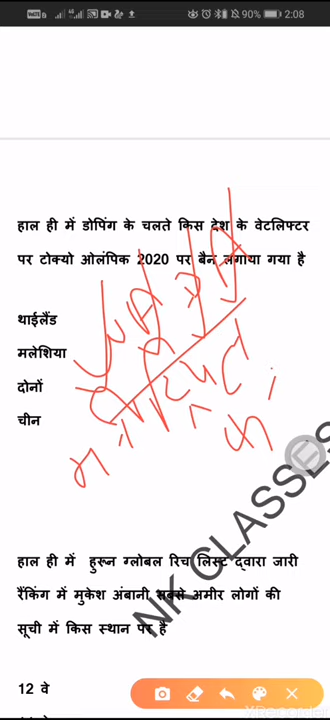 90% 2:08
हाल ही में डोपिंग के चलते किस देश के वेटलिफ्टर
पर टोक्यो ओलंपिक 2020 पर बैन लगाया गया है
थाईलैंड
मलेशिया
दोनों
चीन
NK CLASSES
हाल ही में हुरून ग्लोबल रिच लिस्ट द्वारा जारी
रैंकिंग में मुकेश अंबानी सबसे अमीर लोगों की
सूची में किस स्थान पर है
12 वे